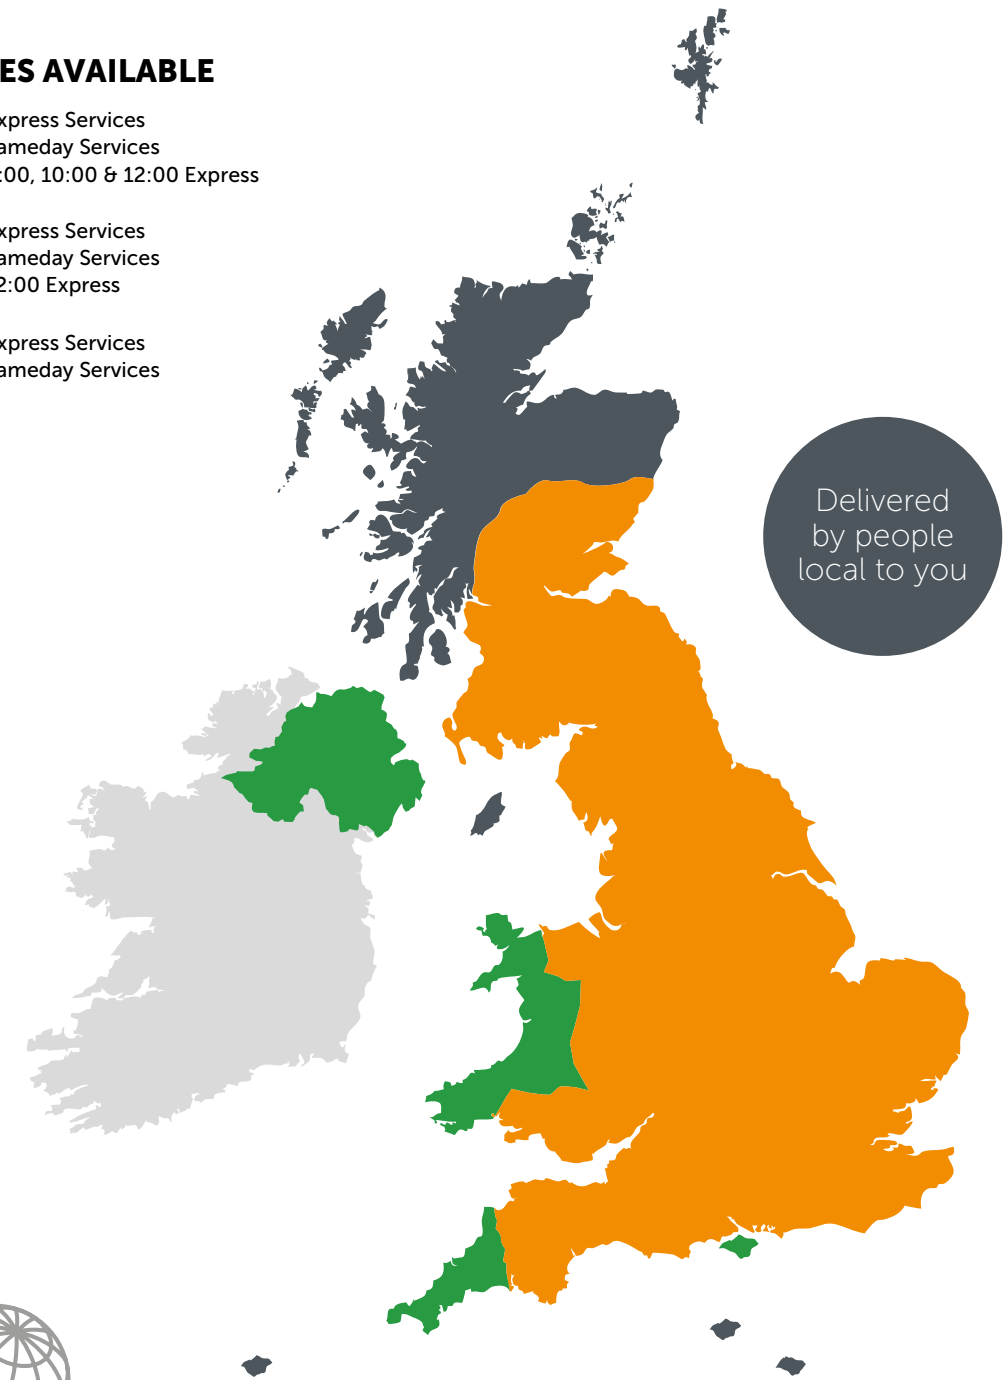 ES AVAILABLE
xpress Services
ameday Services
:00, 10:00 & 12:00 Express
xpress Services
ameday Services
2:00 Express
xpress Services
ameday Services
Delivered
by people
local to you